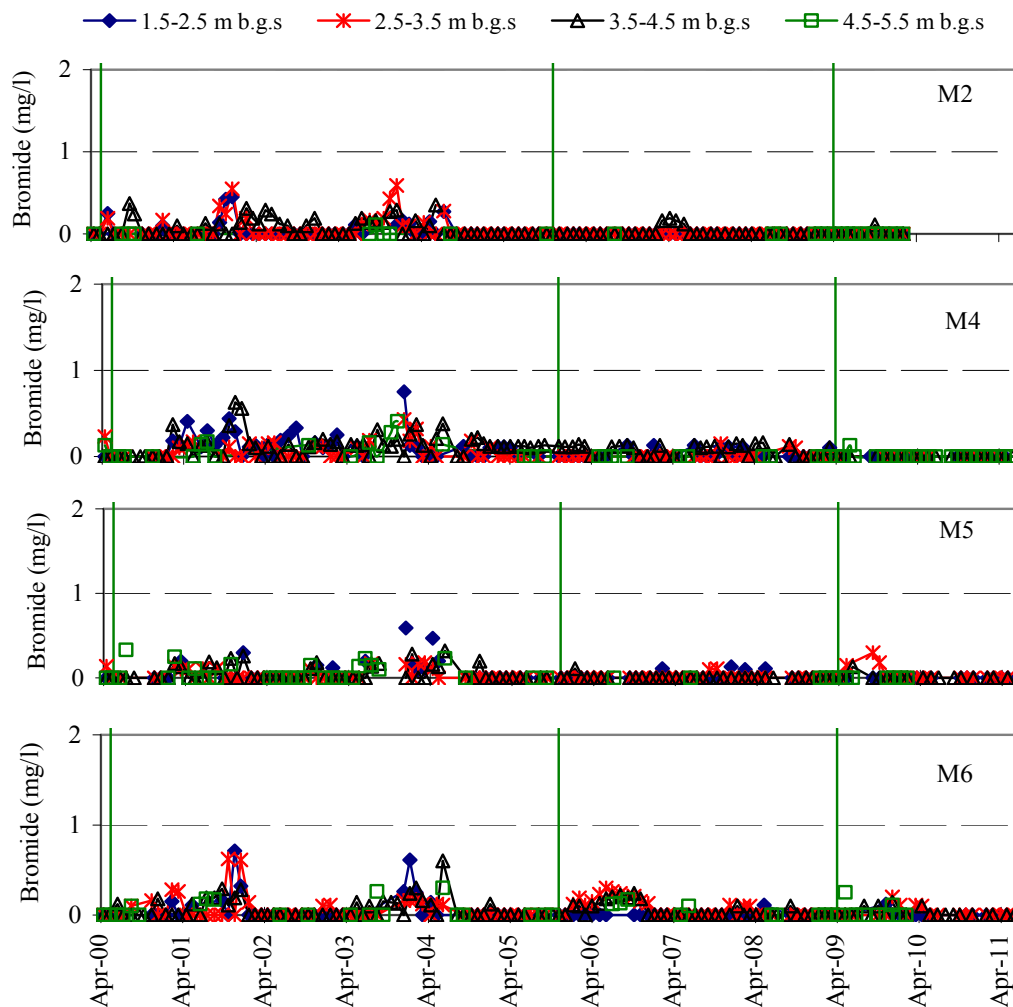 1.5-2.5 m b.g.s 2.5-3.5 m b.g.s 3.5-4.5 m b.g.s 4.5-5.5 m b.g.s
Bromide (mg/l)
2
1
0
M2
Bromide (mg/l)
2
1
0
M4
Bromide (mg/l)
2
1
0
M5
Bromide (mg/l)
2
1
0
M6
Apr-00 Apr-01 Apr-02 Apr-03 Apr-04 Apr-05 Apr-06 Apr-07 Apr-08 Apr-09 Apr-10 Apr-11